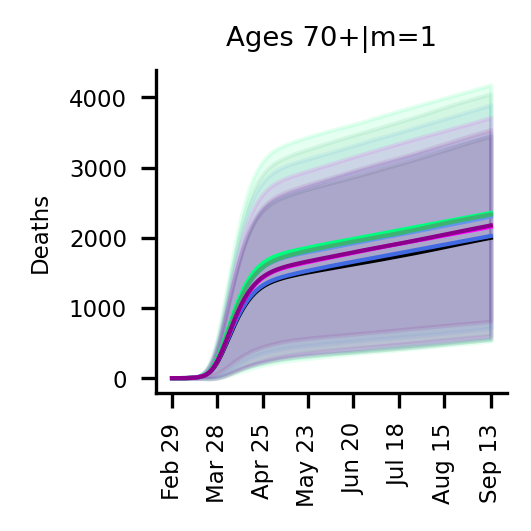 Ages 70+|m=1
Deaths
4000
3000
2000
1000
0
Feb 29
Mar 28
Apr 25
May 23
Jun 20
Jul 18
Aug 15
Sep 13